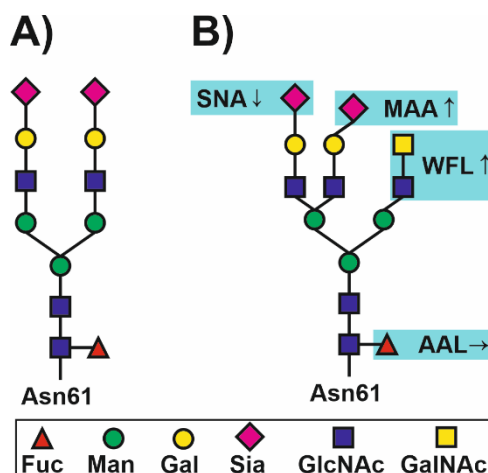 A)
B)
SNA↓
MAA↑
WFL↑
AAL→
Asn61
Asn61
Fuc Man Gal Sia GlcNAc GalNAc